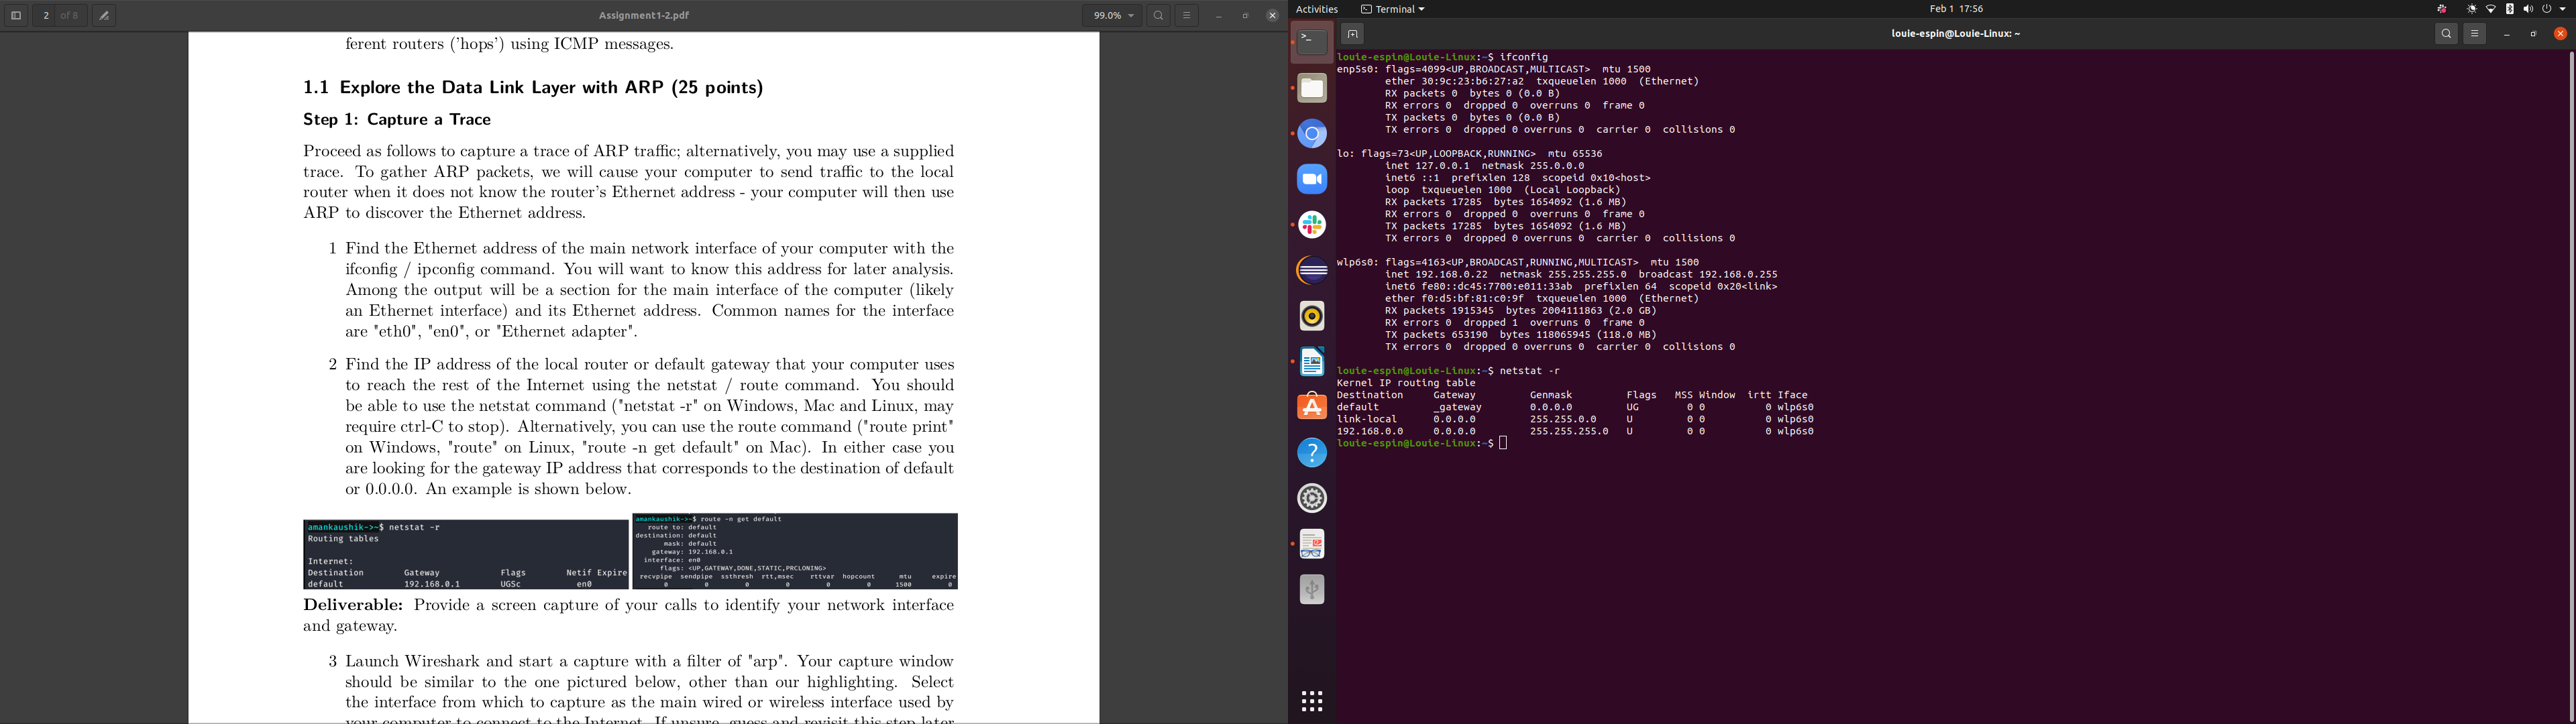 2 of 8
Assignment1-2.pdf
99.0%
ferent routers ('hops') using ICMP messages.
1.1 Explore the Data Link Layer with ARP (25 points)
Step 1: Capture a Trace
Proceed as follows to capture a trace of ARP traffic; alternatively, you may use a supplied
trace. To gather ARP packets, we will cause your computer to send traffic to the local
router when it does not know the router's Ethernet address - your computer will then use
ARP to discover the Ethernet address.
1 Find the Ethernet address of the main network interface of your computer with the
ifconfig / ipconfig command. You will want to know this address for later analysis.
Among the output will be a section for the main interface of the computer (likely
an Ethernet interface) and its Ethernet address. Common names for the interface
are "eth0", "en0", or "Ethernet adapter".
2 Find the IP address of the local router or default gateway that your computer uses
to reach the rest of the Internet using the netstat / route command. You should
be able to use the netstat command ("netstat -r" on Windows, Mac and Linux, may
require ctrl-C to stop). Alternatively, you can use the route command ("route print"
on Windows, "route" on Linux, "route -n get default" on Mac). In either case you
are looking for the gateway IP address that corresponds to the destination of default
or 0.0.0.0. An example is shown below.
amankaushik->~$ netstat -r
Routing tables
Internet:
Destination Gateway Flags Netif Expire
default 192.168.0.1 UGSc en0
amankaushik->~$ route -n get default
route to: default
destination: default
mask: default
gateway: 192.168.0.1
interface: en0
flags: <UP,GATEWAY,DONE,STATIC,PRCLONING>
recvpipe sendpipe ssthresh rtt,msec rttvar hopcount mtu expire
0 0 0 0 0 0 1500 0
Deliverable: Provide a screen capture of your calls to identify your network interface
and gateway.
3 Launch Wireshark and start a capture with a filter of "arp". Your capture window
should be similar to the one pictured below, other than our highlighting. Select
the interface from which to capture as the main wired or wireless interface used by
your computer to connect to the Internet. If unsure, guess and revisit this step later
Activities Terminal Feb 1 17:56
louie-espin@Louie-Linux: ~
louie-espin@Louie-Linux:~$ ifconfig
enp5s0: flags=4099<UP,BROADCAST,MULTICAST> mtu 1500
ether 30:9c:23:b6:27:a2 txqueuelen 1000 (Ethernet)
RX packets 0 bytes 0 (0.0 B)
RX errors 0 dropped 0 overruns 0 frame 0
TX packets 0 bytes 0 (0.0 B)
TX errors 0 dropped 0 overruns 0 carrier 0 collisions 0
lo: flags=73<UP,LOOPBACK,RUNNING> mtu 65536
inet 127.0.0.1 netmask 255.0.0.0
inet6 ::1 prefixlen 128 scopeid 0x10<host>
loop txqueuelen 1000 (Local Loopback)
RX packets 17285 bytes 1654092 (1.6 MB)
RX errors 0 dropped 0 overruns 0 frame 0
TX packets 17285 bytes 1654092 (1.6 MB)
TX errors 0 dropped 0 overruns 0 carrier 0 collisions 0
wlp6s0: flags=4163<UP,BROADCAST,RUNNING,MULTICAST> mtu 1500
inet 192.168.0.22 netmask 255.255.255.0 broadcast 192.168.0.255
inet6 fe80::dc45:7700:e011:33ab prefixlen 64 scopeid 0x20<link>
ether f0:d5:bf:81:c0:9f txqueuelen 1000 (Ethernet)
RX packets 1915345 bytes 2004111863 (2.0 GB)
RX errors 0 dropped 1 overruns 0 frame 0
TX packets 653190 bytes 118065945 (118.0 MB)
TX errors 0 dropped 0 overruns 0 carrier 0 collisions 0
louie-espin@Louie-Linux:~$ netstat -r
Kernel IP routing table
Destination Gateway Genmask Flags MSS Window irtt Iface
default _gateway 0.0.0.0 UG 0 0 0 wlp6s0
link-local 0.0.0.0 255.255.0.0 U 0 0 0 wlp6s0
192.168.0.0 0.0.0.0 255.255.255.0 U 0 0 0 wlp6s0
louie-espin@Louie-Linux:~$